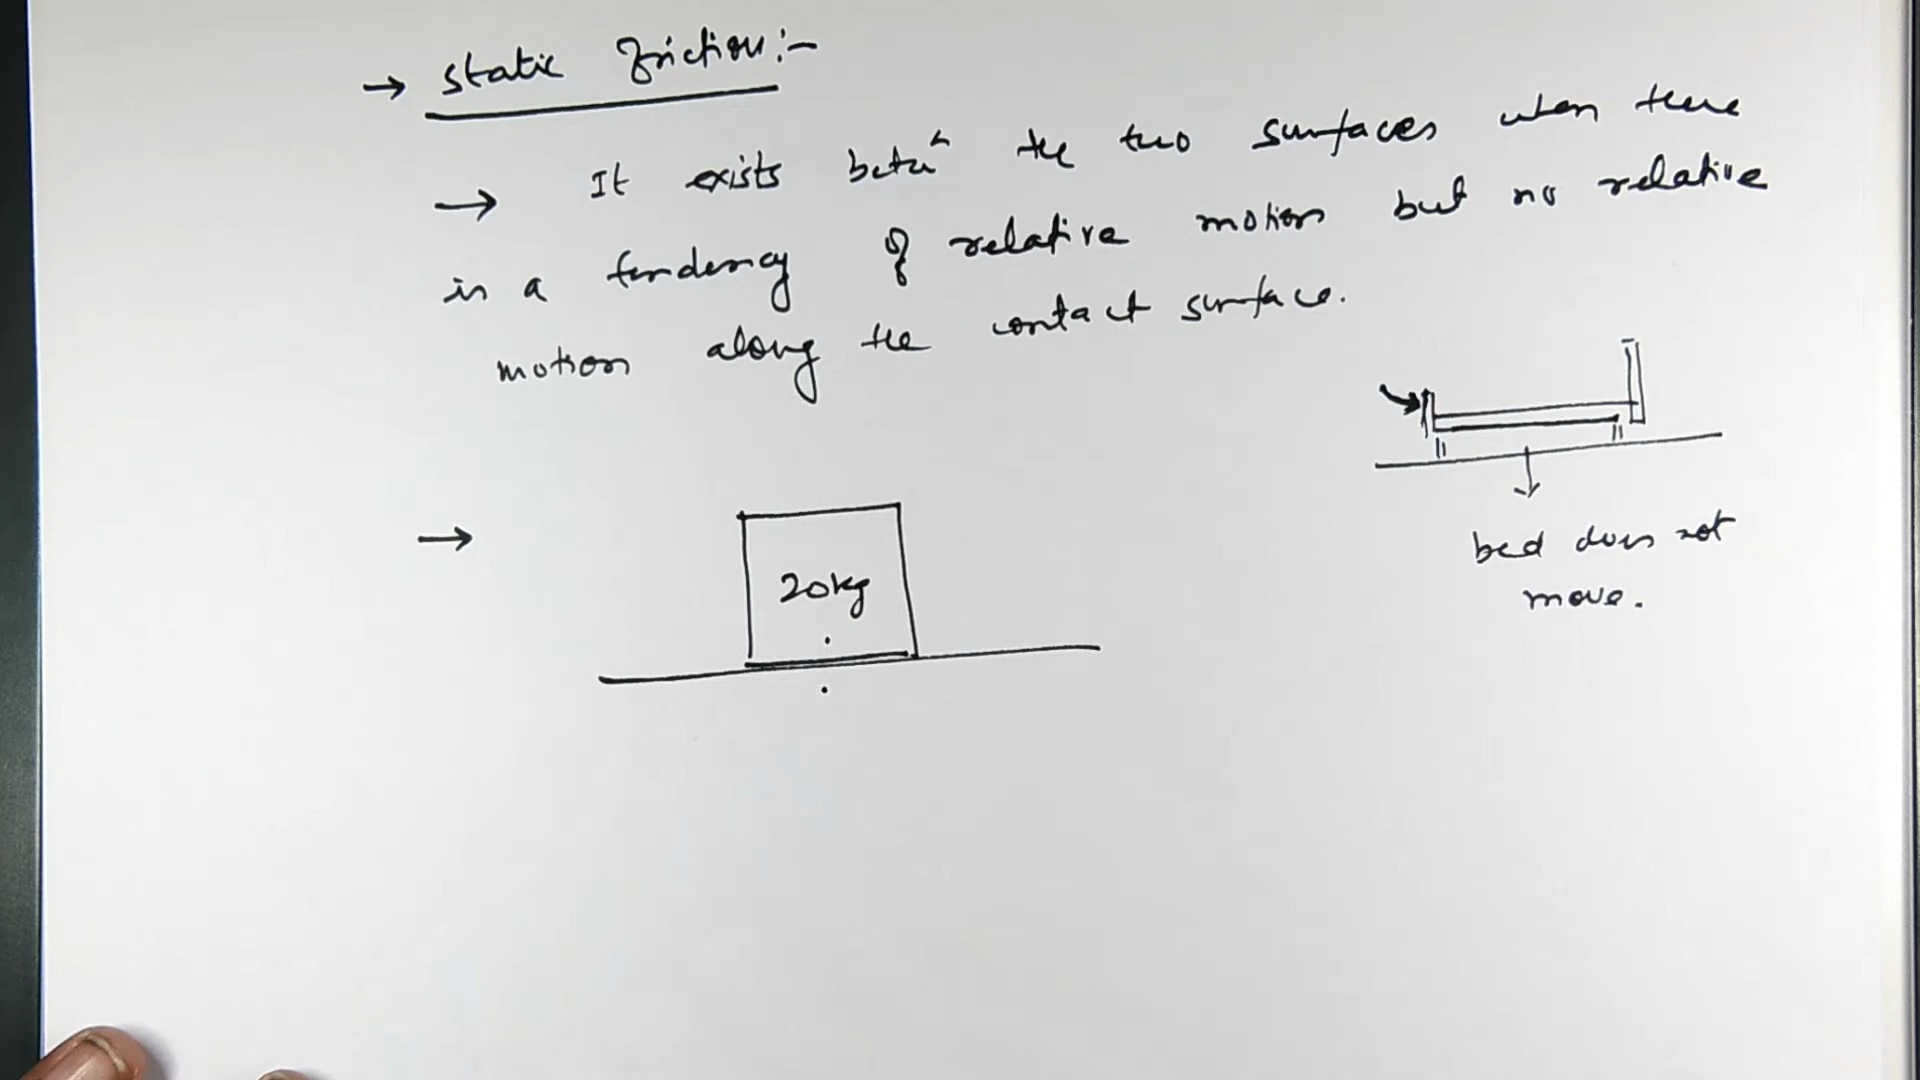 → static friction:-
→ It exists betwⁿ the two surfaces when there
is a tendency of relative motion but no relative
motion along the contact surface.
→
20kg
bed does not
move.